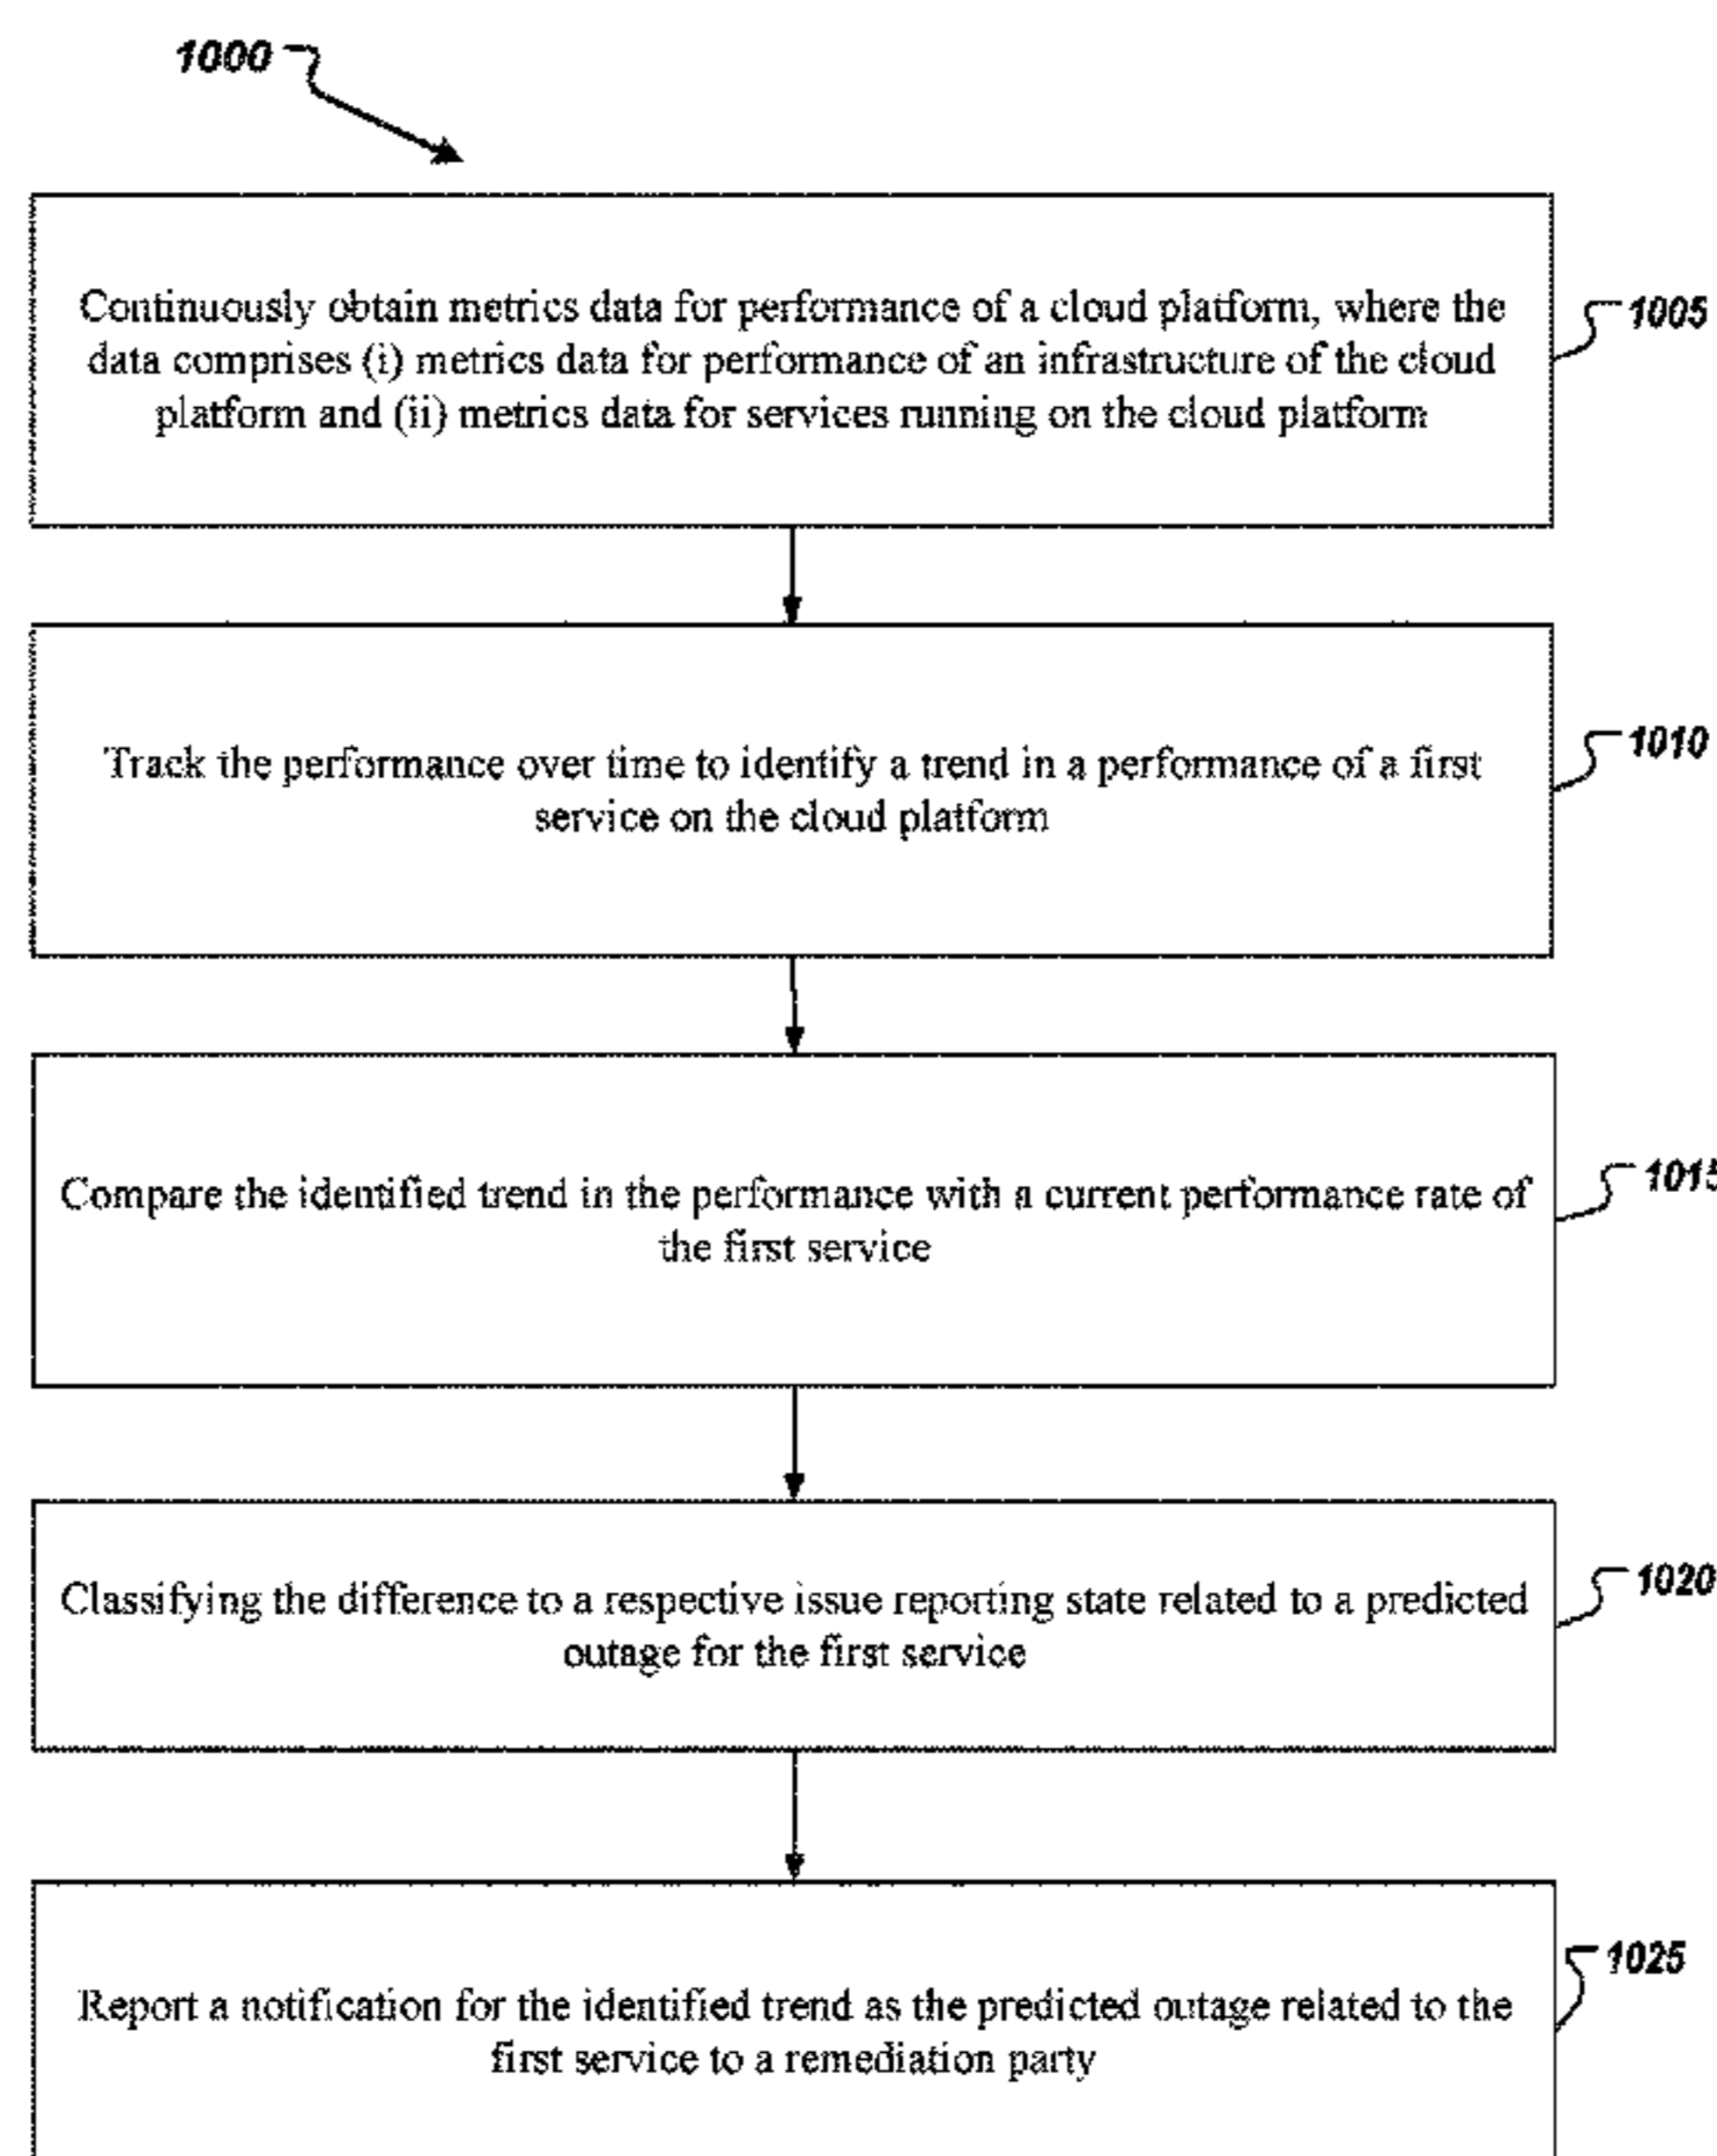 1000
Continuously obtain metrics data for performance of a cloud platform, where the
data comprises (i) metrics data for performance of an infrastructure of the cloud
platform and (ii) metrics data for services running on the cloud platform
1005
Track the performance over time to identify a trend in a performance of a first
service on the cloud platform
1010
Compare the identified trend in the performance with a current performance rate of
the first service
1015
Classifying the difference to a respective issue reporting state related to a predicted
outage for the first service
1020
Report a notification for the identified trend as the predicted outage related to the
first service to a remediation party
1025